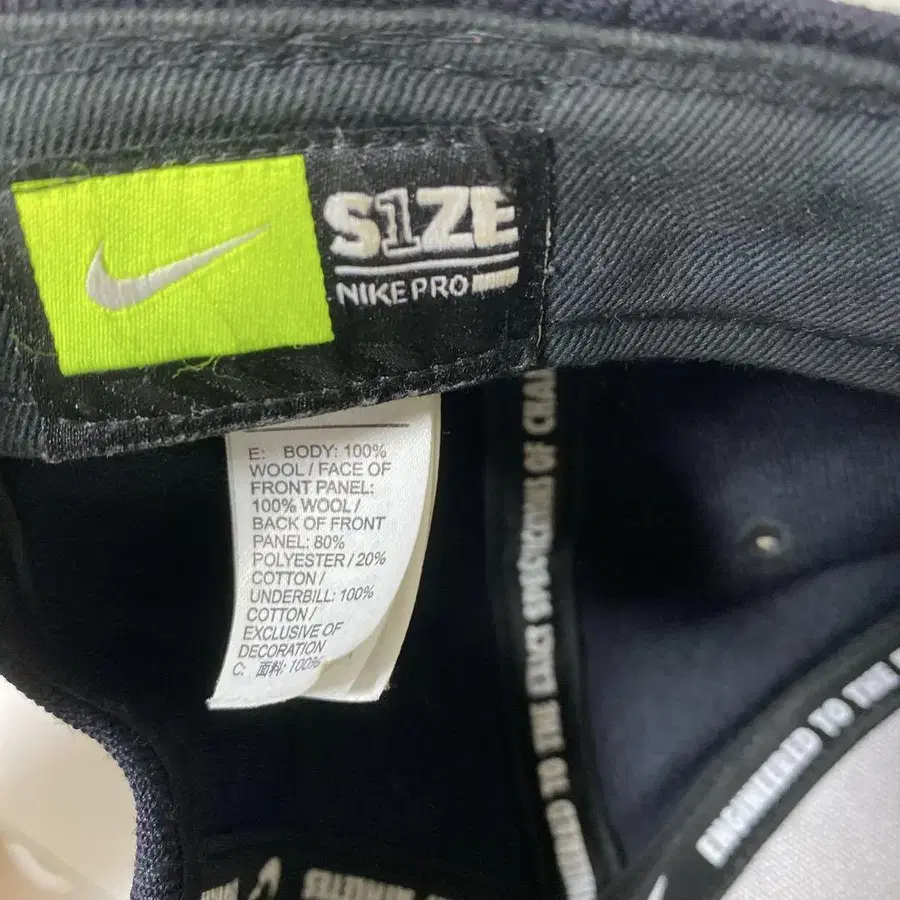 S1ZE
NIKE PRO
E: BODY: 100%
WOOL / FACE OF
FRONT PANEL:
100% WOOL /
BACK OF FRONT
PANEL: 80%
POLYESTER / 20%
COTTON /
UNDERBILL: 100%
COTTON /
EXCLUSIVE OF
DECORATION
C: 面料: 100%
TO THE EXACT SPECIFICATIONS OF CHA
ENGINEERED TO THE
ATHLETES